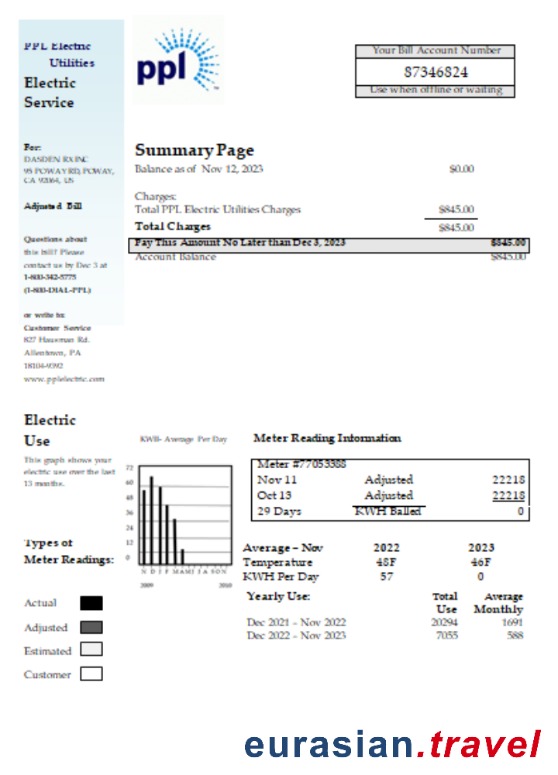 PPL Electric
Utilities
Electric
Service
ppl
Your Bill Account Number
87346824
Use when offline or waiting
For:
DASDEN RX INC
95 POWAY RD, POWAY,
CA 92064, US
Adjusted Bill
Questions about
this bill? Please
contact us by Dec 3 at
1-800-342-5775
(1-800-DIAL-PPL)
or write to:
Customer Service
827 Hausman Rd.
Allentown, PA
18104-9392
www.pplelectric.com
Summary Page
Balance as of Nov 12, 2023 $0.00
Charges:
Total PPL Electric Utilities Charges $845.00
Total Charges $845.00
Pay This Amount No Later than Dec 3, 2023 $845.00
Account Balance $845.00
Electric
Use
This graph shows your
electric use over the last
13 months.
KWH- Average Per Day
72
60
48
36
24
12
0
N D J F M A M J J A S O N
2009 2010
Types of
Meter Readings:
Actual
Adjusted
Estimated
Customer
Meter Reading Information
Meter #77053388
Nov 11 Adjusted 22218
Oct 13 Adjusted 22218
29 Days KWH Balled 0
Average – Nov 2022 2023
Temperature 48F 46F
KWH Per Day 57 0
Yearly Use: Total Average
Use Monthly
Dec 2021 – Nov 2022 20294 1691
Dec 2022 – Nov 2023 7055 588
eurasian.travel